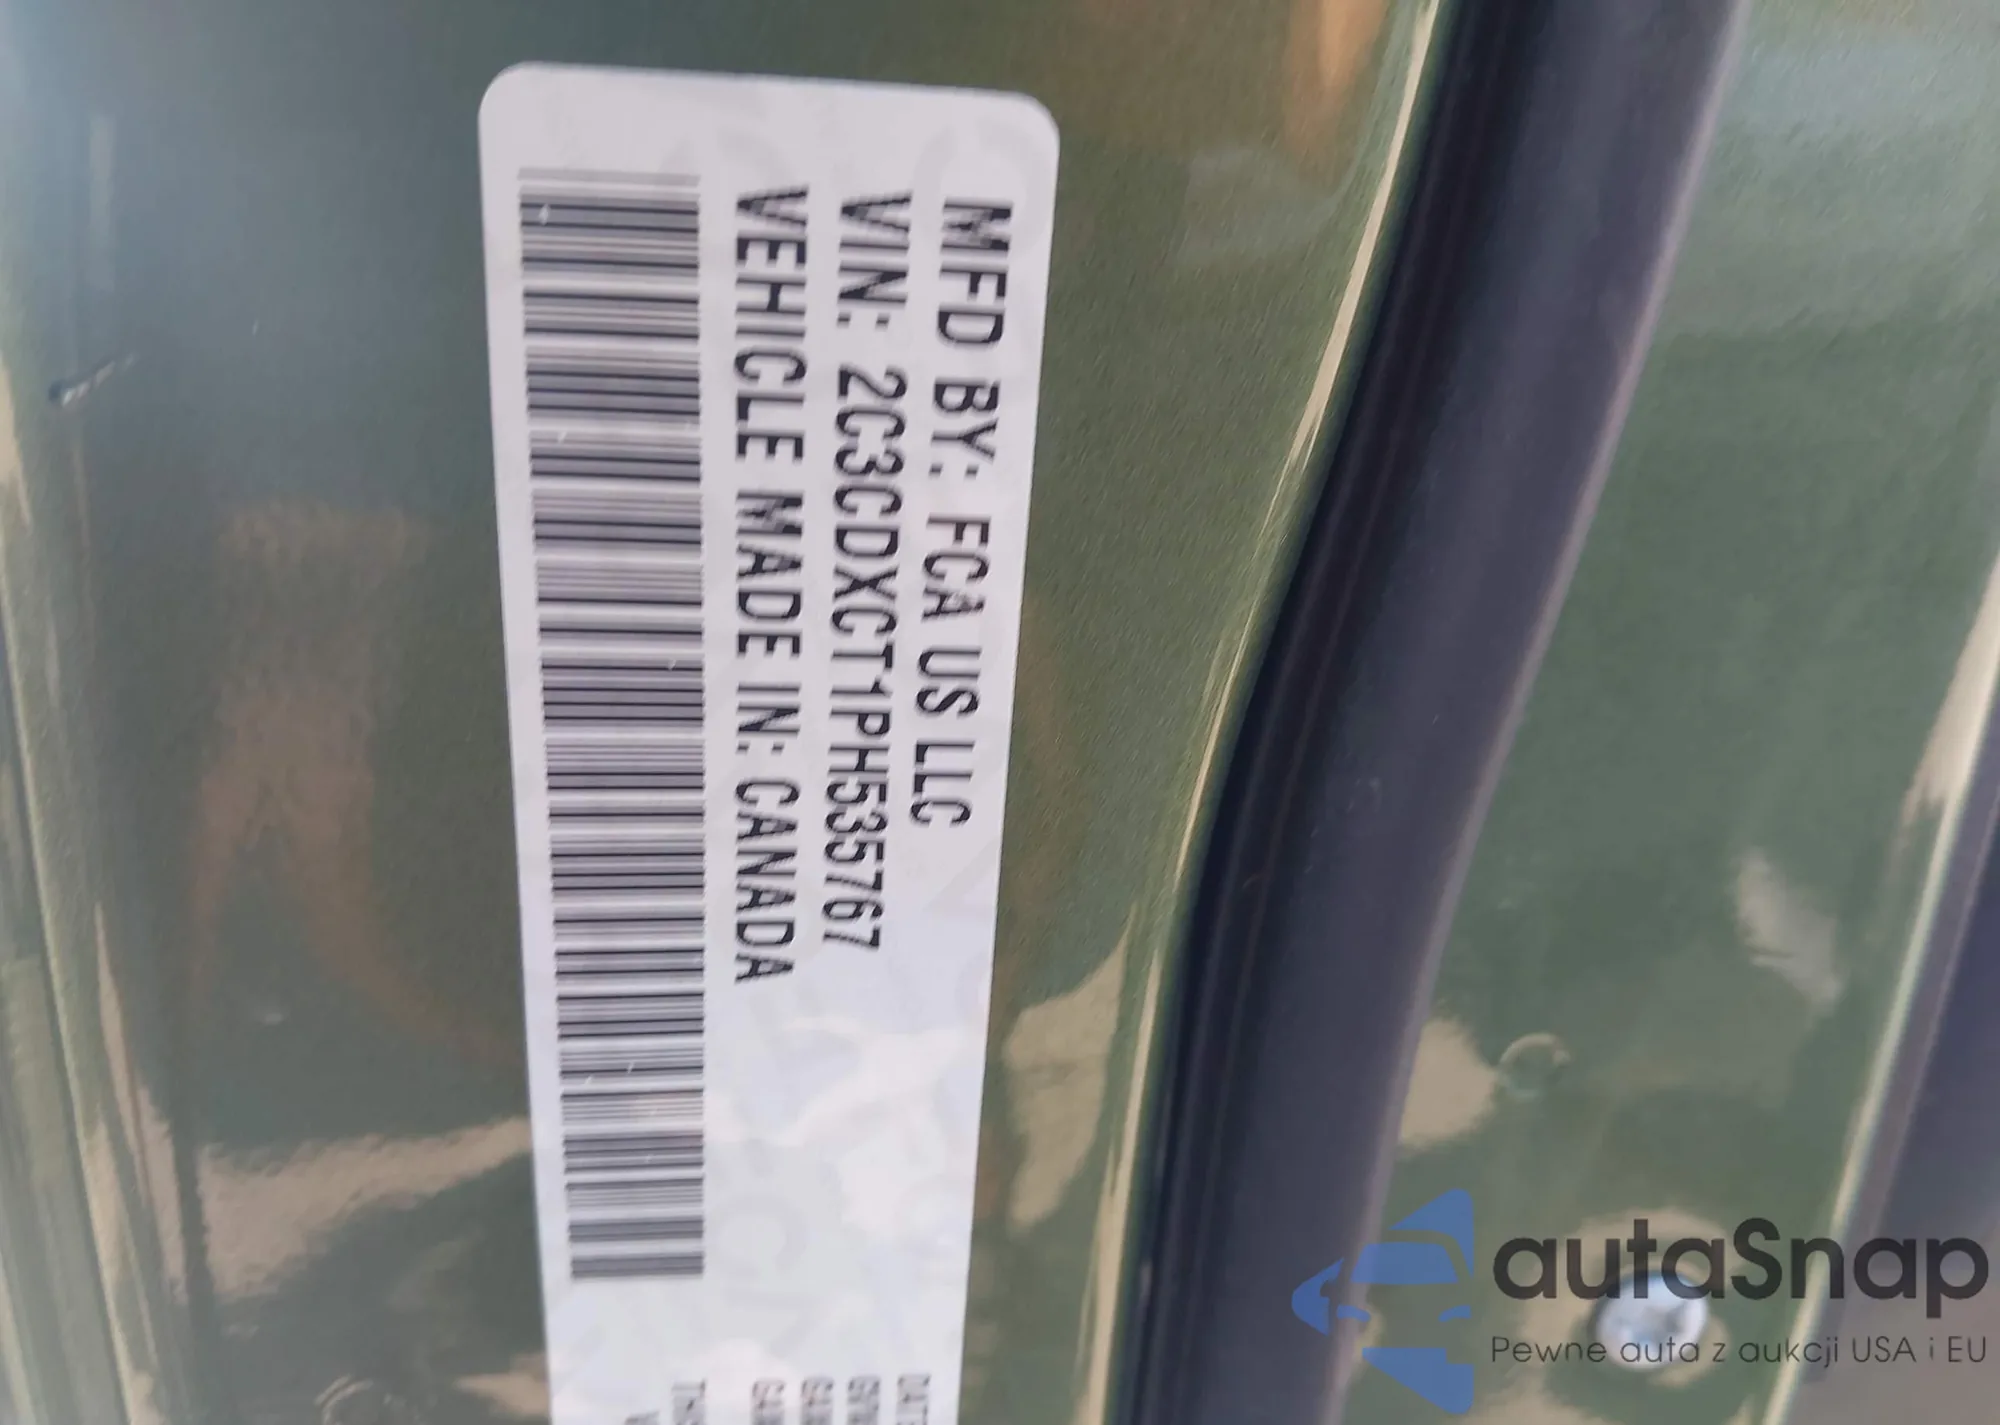 MFD BY: FCA US LLC
VIN: 2C3CDXCT1PH535767
VEHICLE MADE IN: CANADA
autaSnap
Pewne auta z aukcji USA i EU